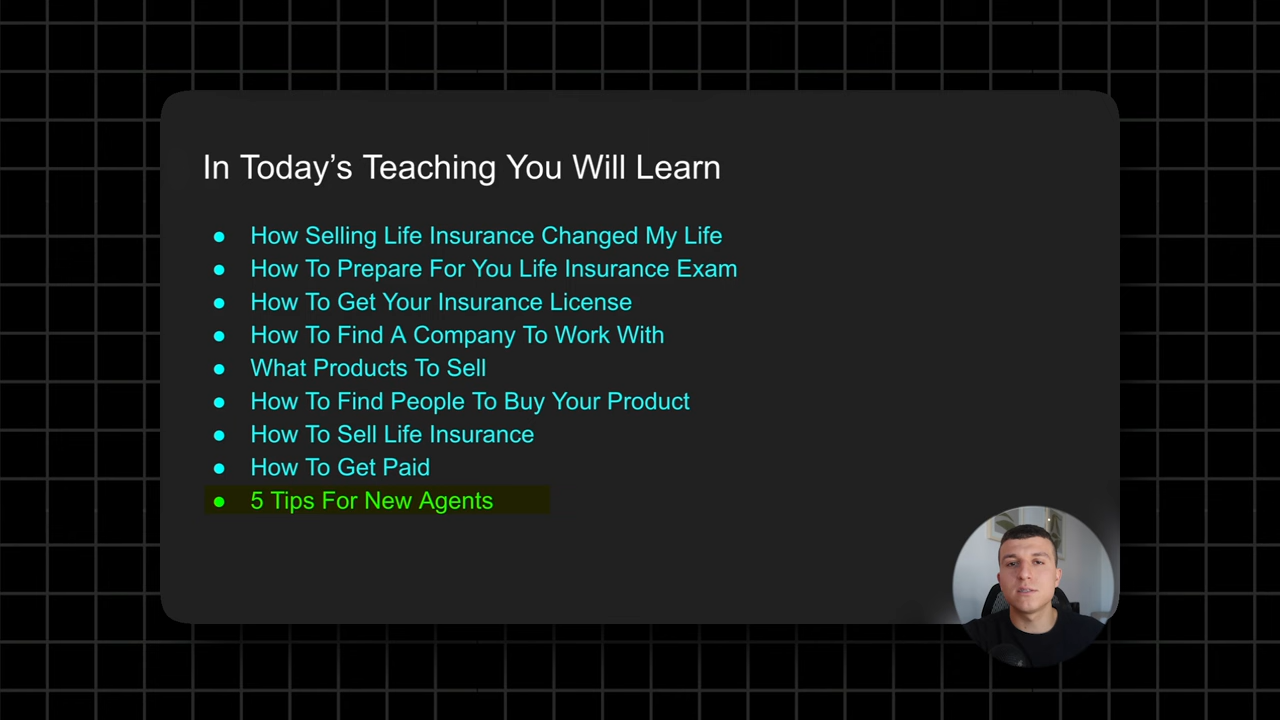 In Today’s Teaching You Will Learn
● How Selling Life Insurance Changed My Life
● How To Prepare For You Life Insurance Exam
● How To Get Your Insurance License
● How To Find A Company To Work With
● What Products To Sell
● How To Find People To Buy Your Product
● How To Sell Life Insurance
● How To Get Paid
● 5 Tips For New Agents